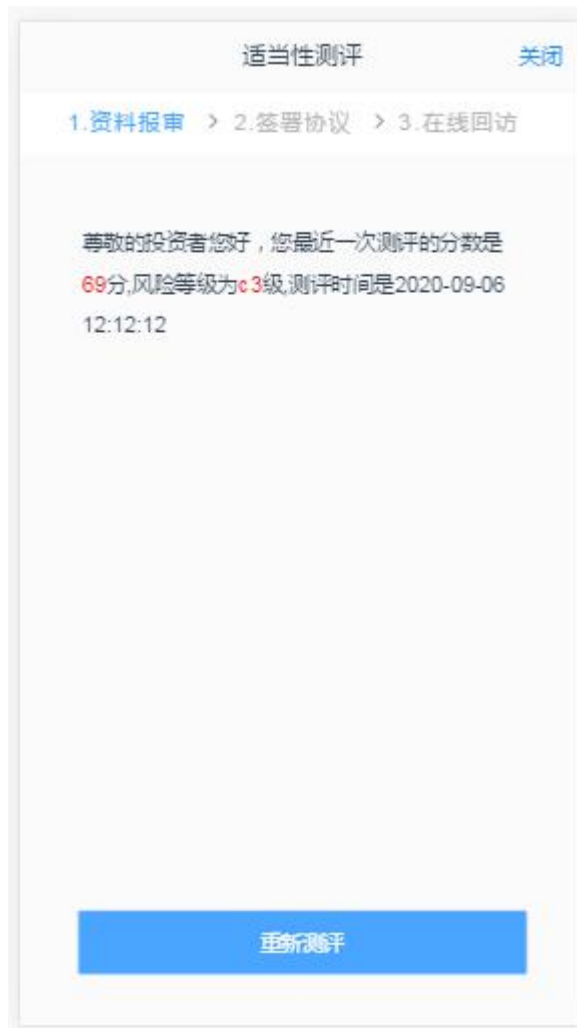 适当性测评 关闭
1.资料报审 > 2.签署协议 > 3.在线回访
尊敬的投资者您好，您最近一次测评的分数是
69分,风险等级为c3级,测评时间是2020-09-06
12:12:12
重新测评